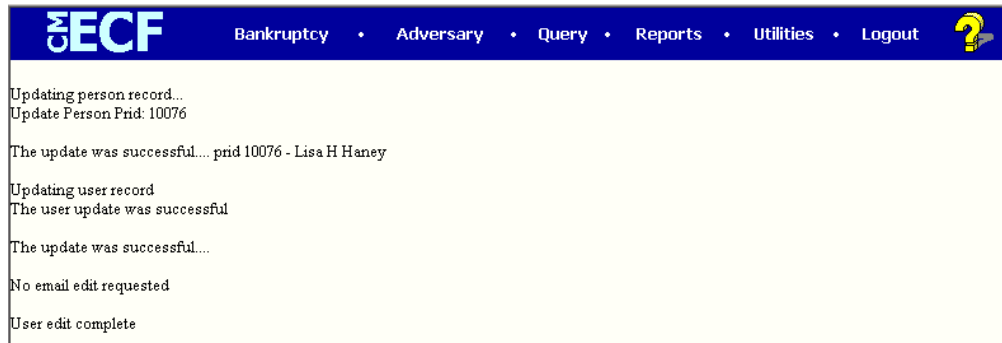 CM ECF Bankruptcy • Adversary • Query • Reports • Utilities • Logout ?
Updating person record...
Update Person Prid: 10076
The update was successful.... prid 10076 - Lisa H Haney
Updating user record
The user update was successful
The update was successful....
No email edit requested
User edit complete